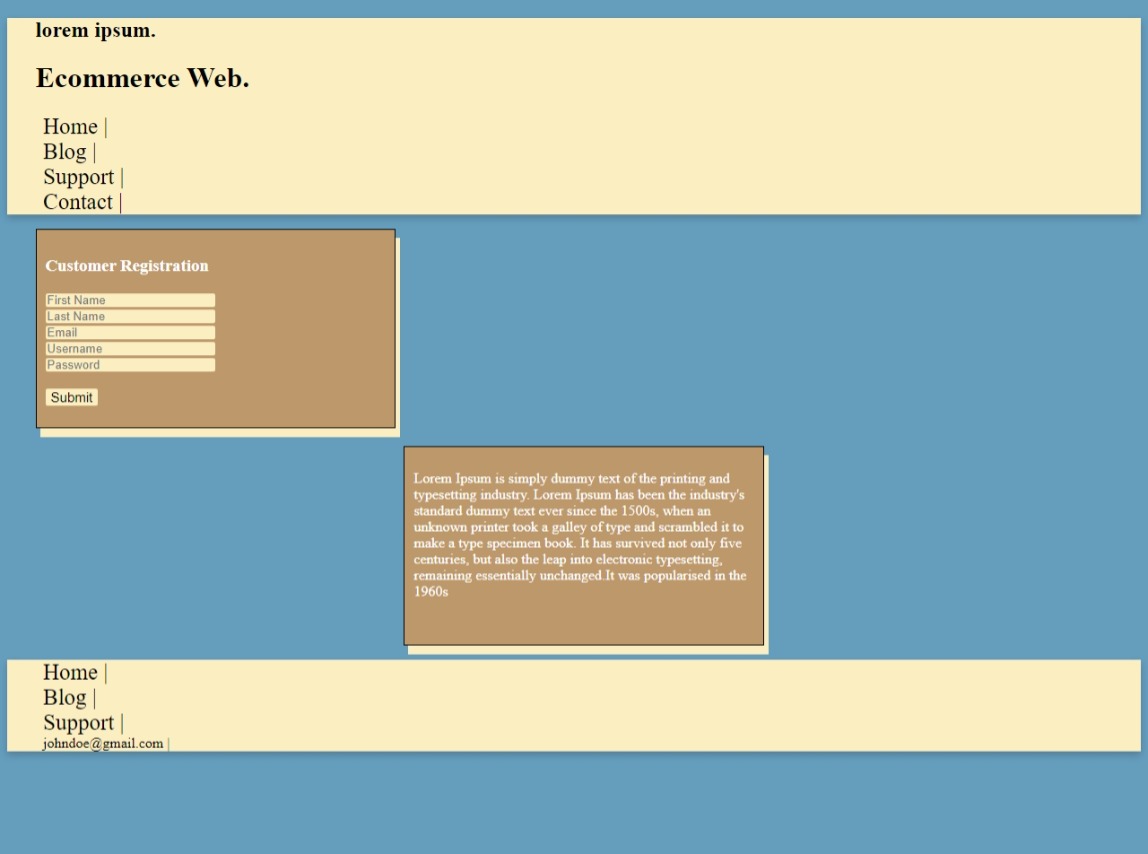 lorem ipsum.
Ecommerce Web.
Home |
Blog |
Support |
Contact |
Customer Registration
First Name
Last Name
Email
Username
Password
Submit
Lorem Ipsum is simply dummy text of the printing and
typesetting industry. Lorem Ipsum has been the industry's
standard dummy text ever since the 1500s, when an
unknown printer took a galley of type and scrambled it to
make a type specimen book. It has survived not only five
centuries, but also the leap into electronic typesetting,
remaining essentially unchanged.It was popularised in the
1960s
Home |
Blog |
Support |
johndoe@gmail.com |